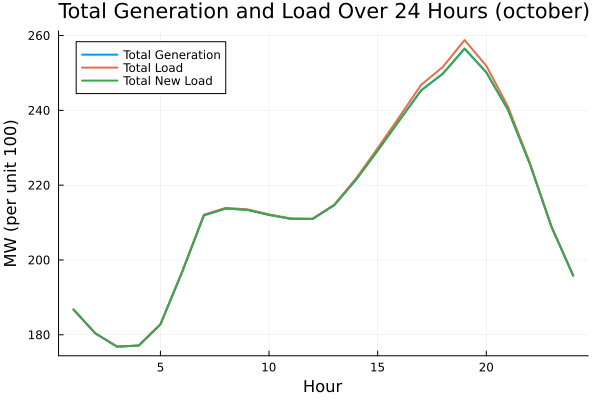 Total Generation and Load Over 24 Hours (october)
260
240
220
200
180
MW (per unit 100)
Total Generation
Total Load
Total New Load
5
10
15
20
Hour